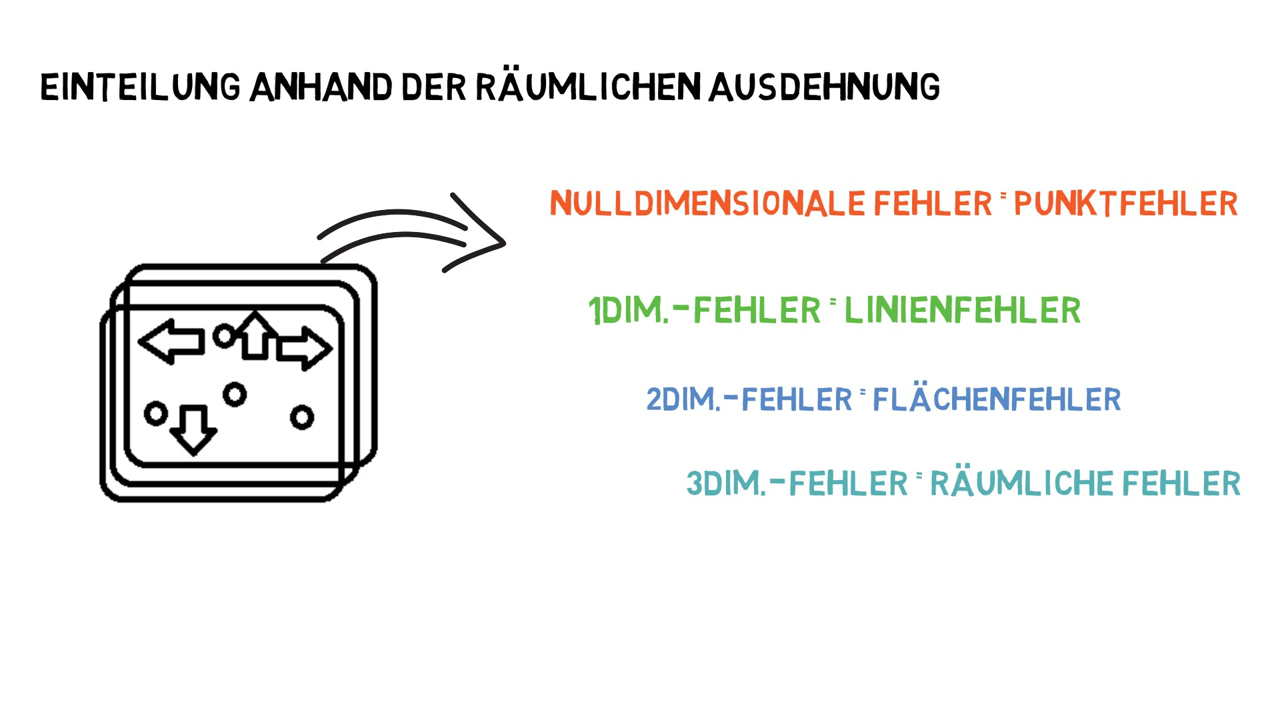 EINTEILUNG ANHAND DER RÄUMLICHEN AUSDEHNUNG
NULLDIMENSIONALE FEHLER = PUNKTFEHLER
1DIM.-FEHLER = LINIENFEHLER
2DIM.-FEHLER = FLÄCHENFEHLER
3DIM.-FEHLER = RÄUMLICHE FEHLER